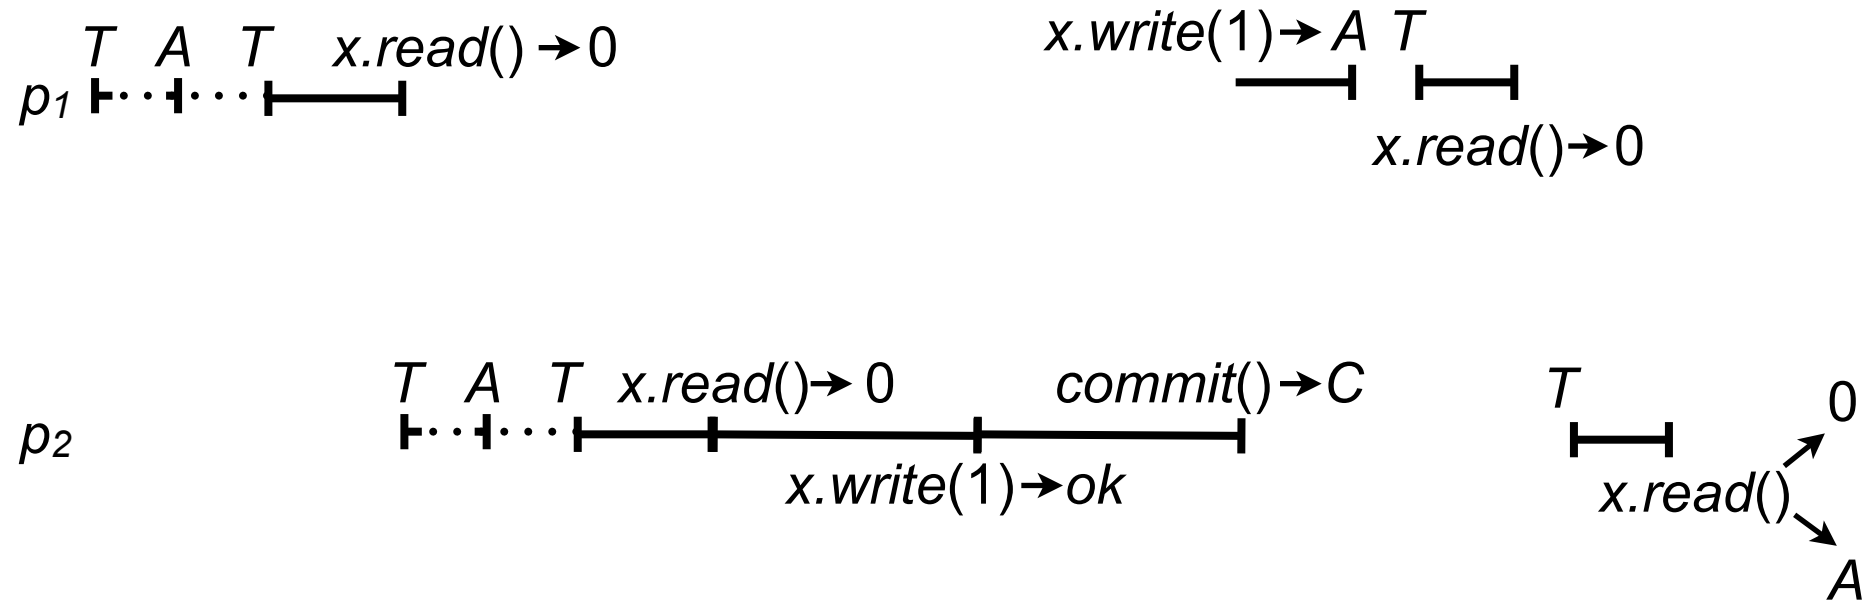 T A T x.read() → 0
x.write(1) → A T
p1
x.read() → 0
T A T x.read() → 0
commit() → C
T
0
p2
x.write(1) → ok
x.read()
A